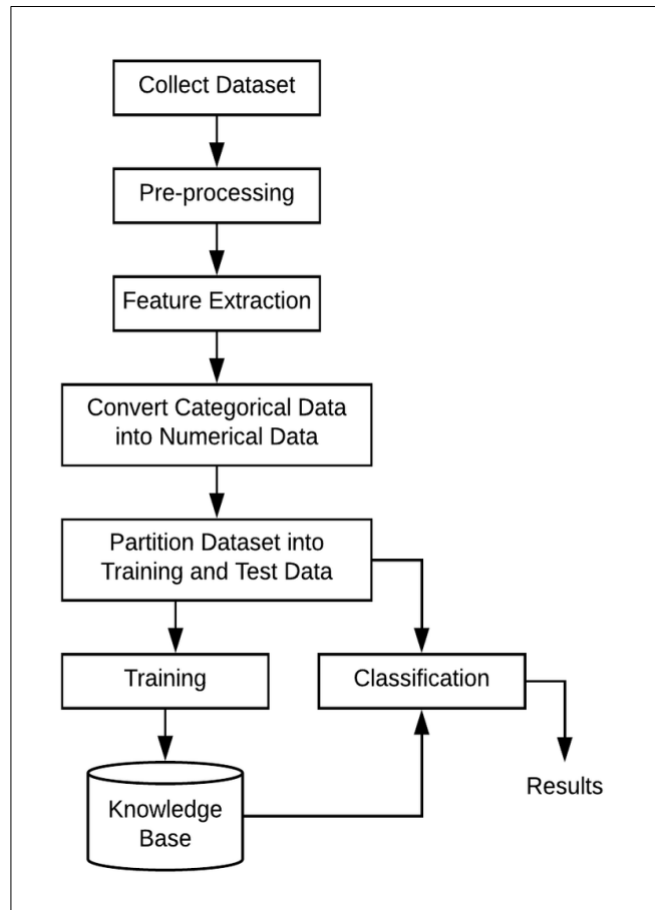 Collect Dataset
Pre-processing
Feature Extraction
Convert Categorical Data
into Numerical Data
Partition Dataset into
Training and Test Data
Training
Classification
Knowledge
Base
Results